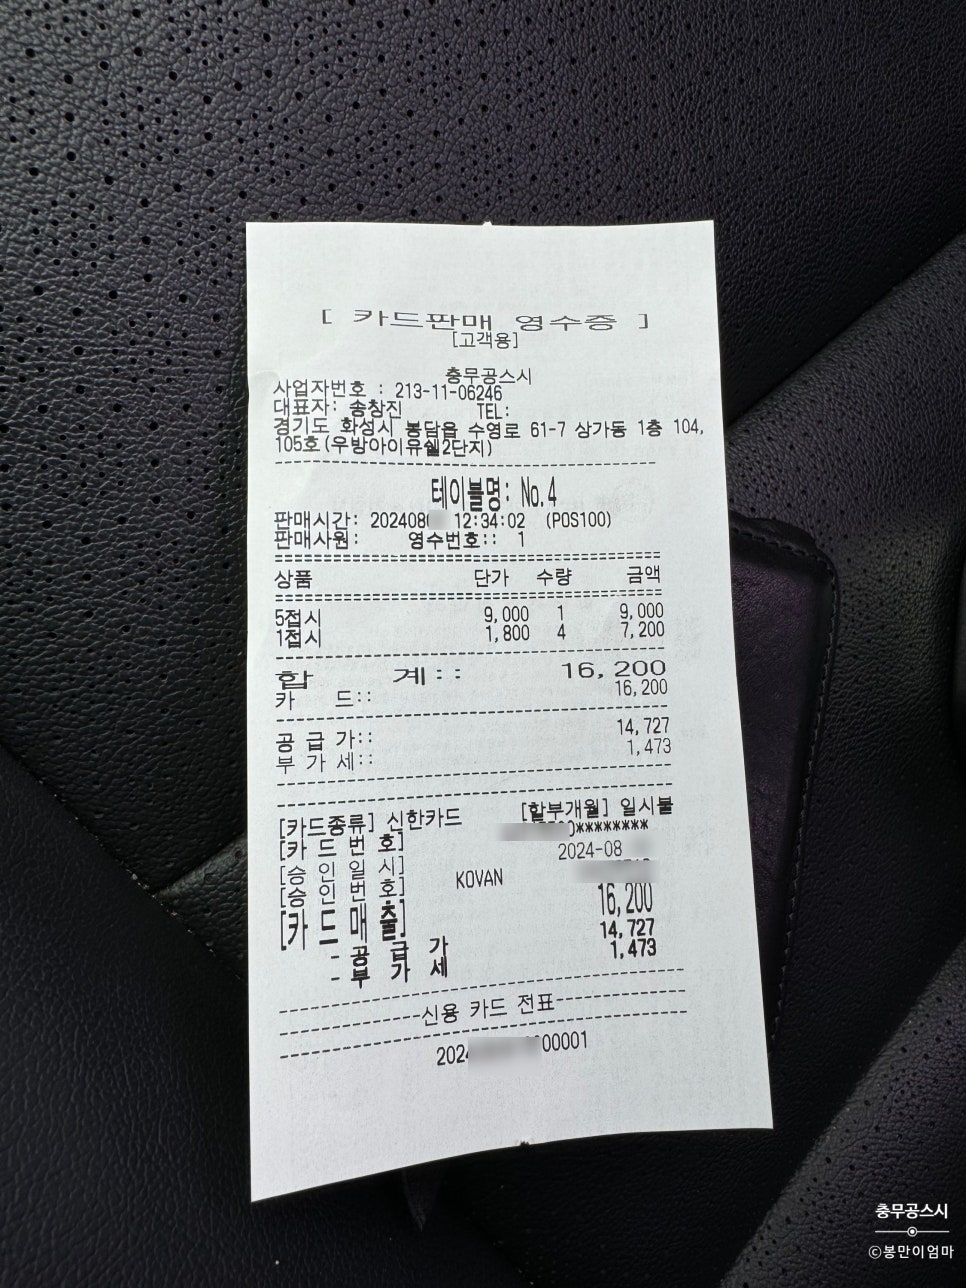 [ 카드판매 영수증 ]
[고객용]
충무공스시
사업자번호 : 213-11-06246
대표자: 송창진 TEL:
경기도 화성시 봉담읍 수영로 61-7 상가동 1층 104,
105호(우방아이유쉘2단지)
테이블명: No.4
판매시간: 202408 12:34:02 (POS100)
판매사원: 영수번호:: 1
상품 단가 수량 금액
5접시 9,000 1 9,000
1접시 1,800 4 7,200
합 계:: 16,200
카 드:: 16,200
공 급 가:: 14,727
부 가 세:: 1,473
[카드종류] 신한카드 [할부개월] 일시불
[카 드 번 호] 0********
[승 인 일 시] 2024-08
[승 인 번 호] KOVAN
[카 드 매 출] 16,200
- 공 급 가 14,727
- 부 가 세 1,473
신용 카드 전표
2024 00001
충무공스시
©봉만이엄마